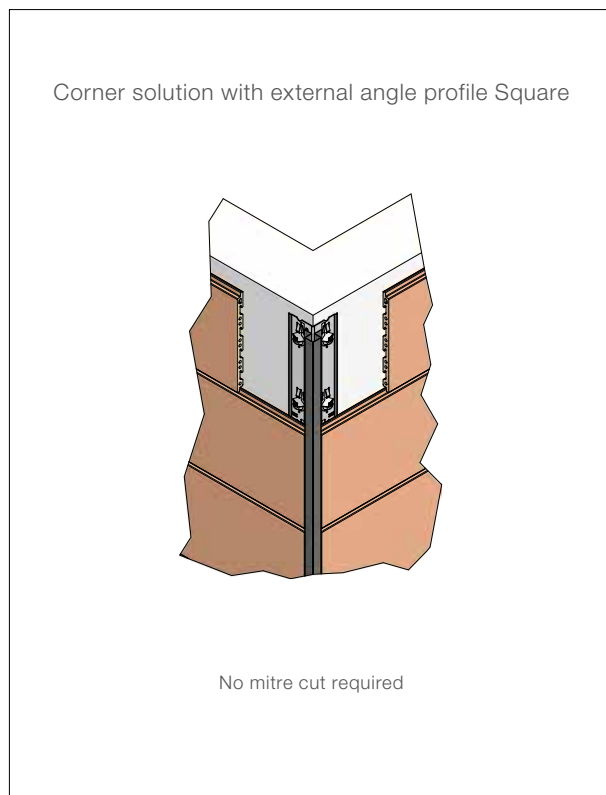 Corner solution with external angle profile Square
No mitre cut required